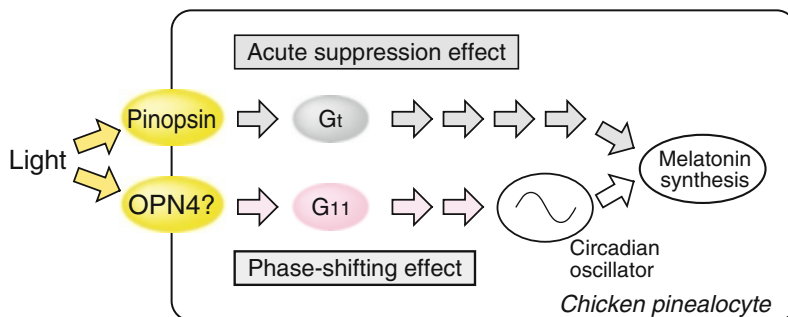 Acute suppression effect
Light
Pinopsin
Gt
Melatonin
synthesis
OPN4?
G11
Circadian
oscillator
Phase-shifting effect
Chicken pinealocyte